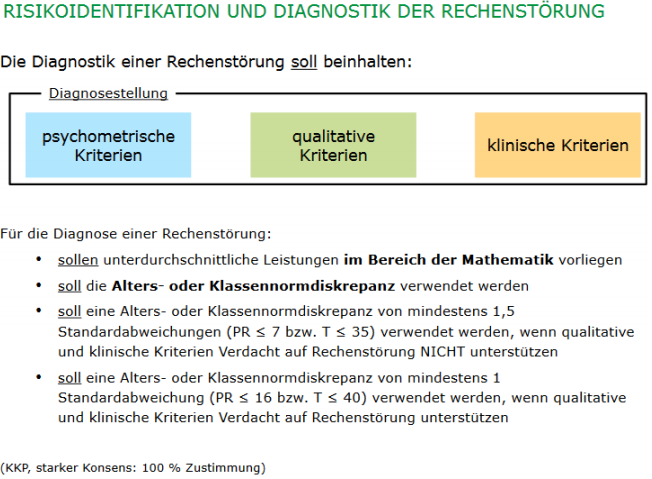 RISIKOIDENTIFIKATION UND DIAGNOSTIK DER RECHENSTÖRUNG
Die Diagnostik einer Rechenstörung soll beinhalten:
Diagnosestellung
psychometrische
Kriterien
qualitative
Kriterien
klinische Kriterien
Für die Diagnose einer Rechenstörung:
• sollen unterdurchschnittliche Leistungen im Bereich der Mathematik vorliegen
• soll die Alters- oder Klassennormdiskrepanz verwendet werden
• soll eine Alters- oder Klassennormdiskrepanz von mindestens 1,5
Standardabweichungen (PR ≤ 7 bzw. T ≤ 35) verwendet werden, wenn qualitative
und klinische Kriterien Verdacht auf Rechenstörung NICHT unterstützen
• soll eine Alters- oder Klassennormdiskrepanz von mindestens 1
Standardabweichung (PR ≤ 16 bzw. T ≤ 40) verwendet werden, wenn qualitative
und klinische Kriterien Verdacht auf Rechenstörung unterstützen
(KKP, starker Konsens: 100 % Zustimmung)